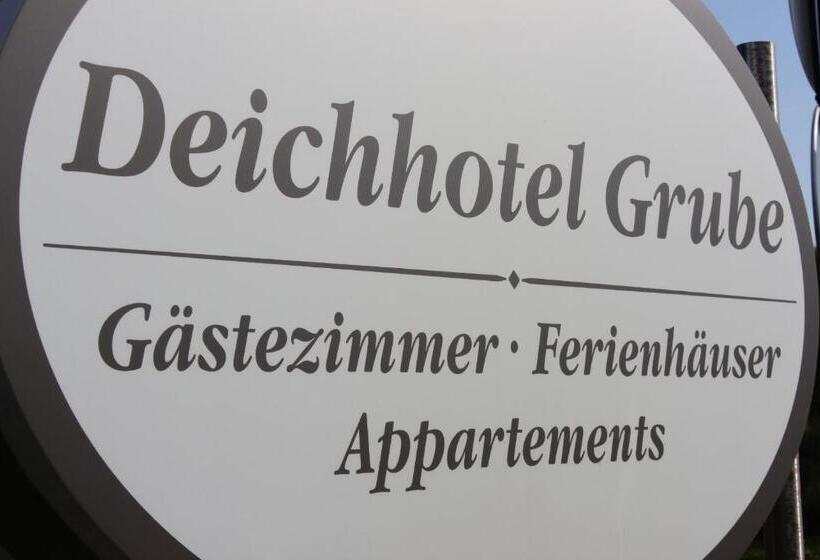 Deichhotel Grube
Gästezimmer · Ferienhäuser
Appartements